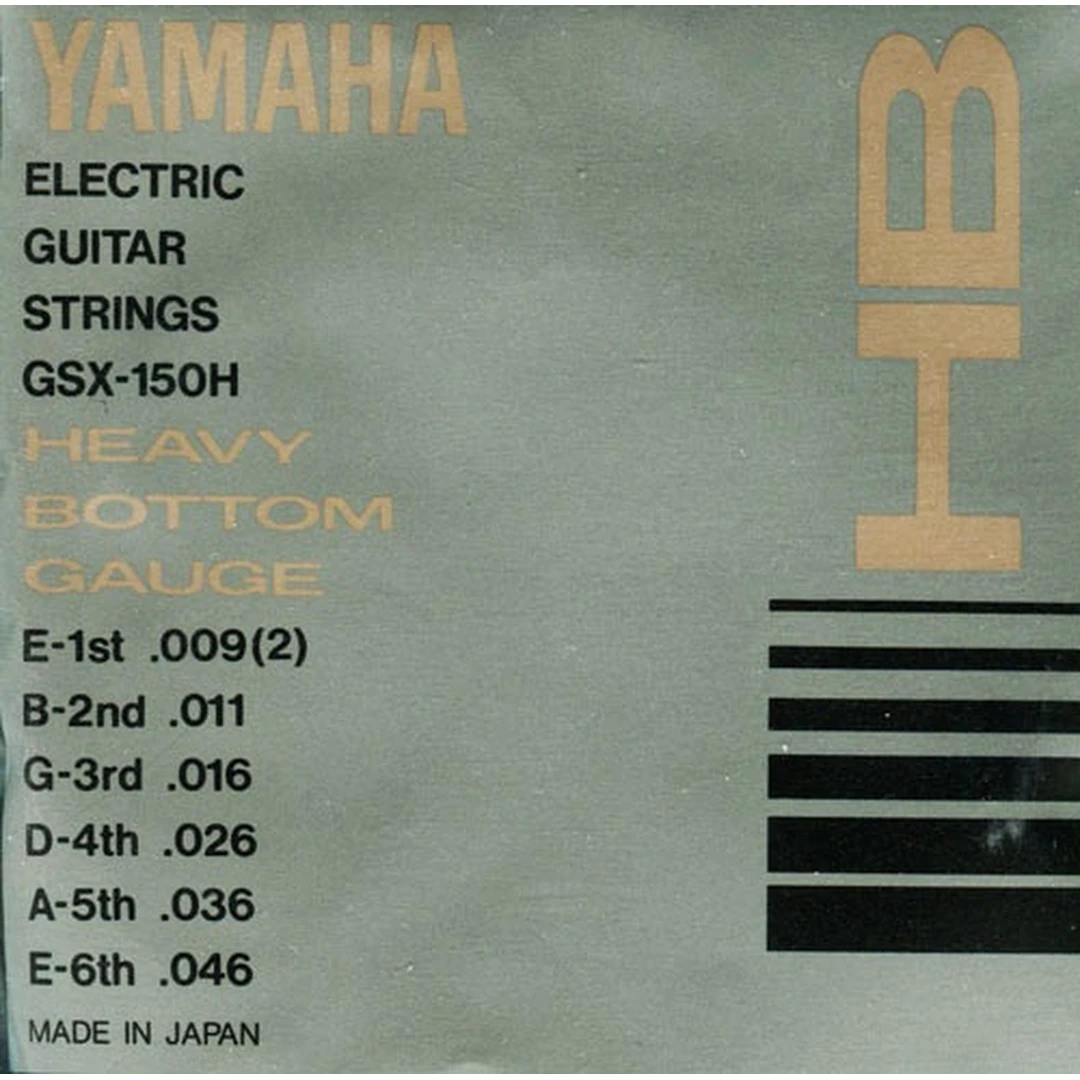 YAMAHA
HB
ELECTRIC
GUITAR
STRINGS
GSX-150H
HEAVY
BOTTOM
GAUGE
E-1st .009(2)
B-2nd .011
G-3rd .016
D-4th .026
A-5th .036
E-6th .046
MADE IN JAPAN